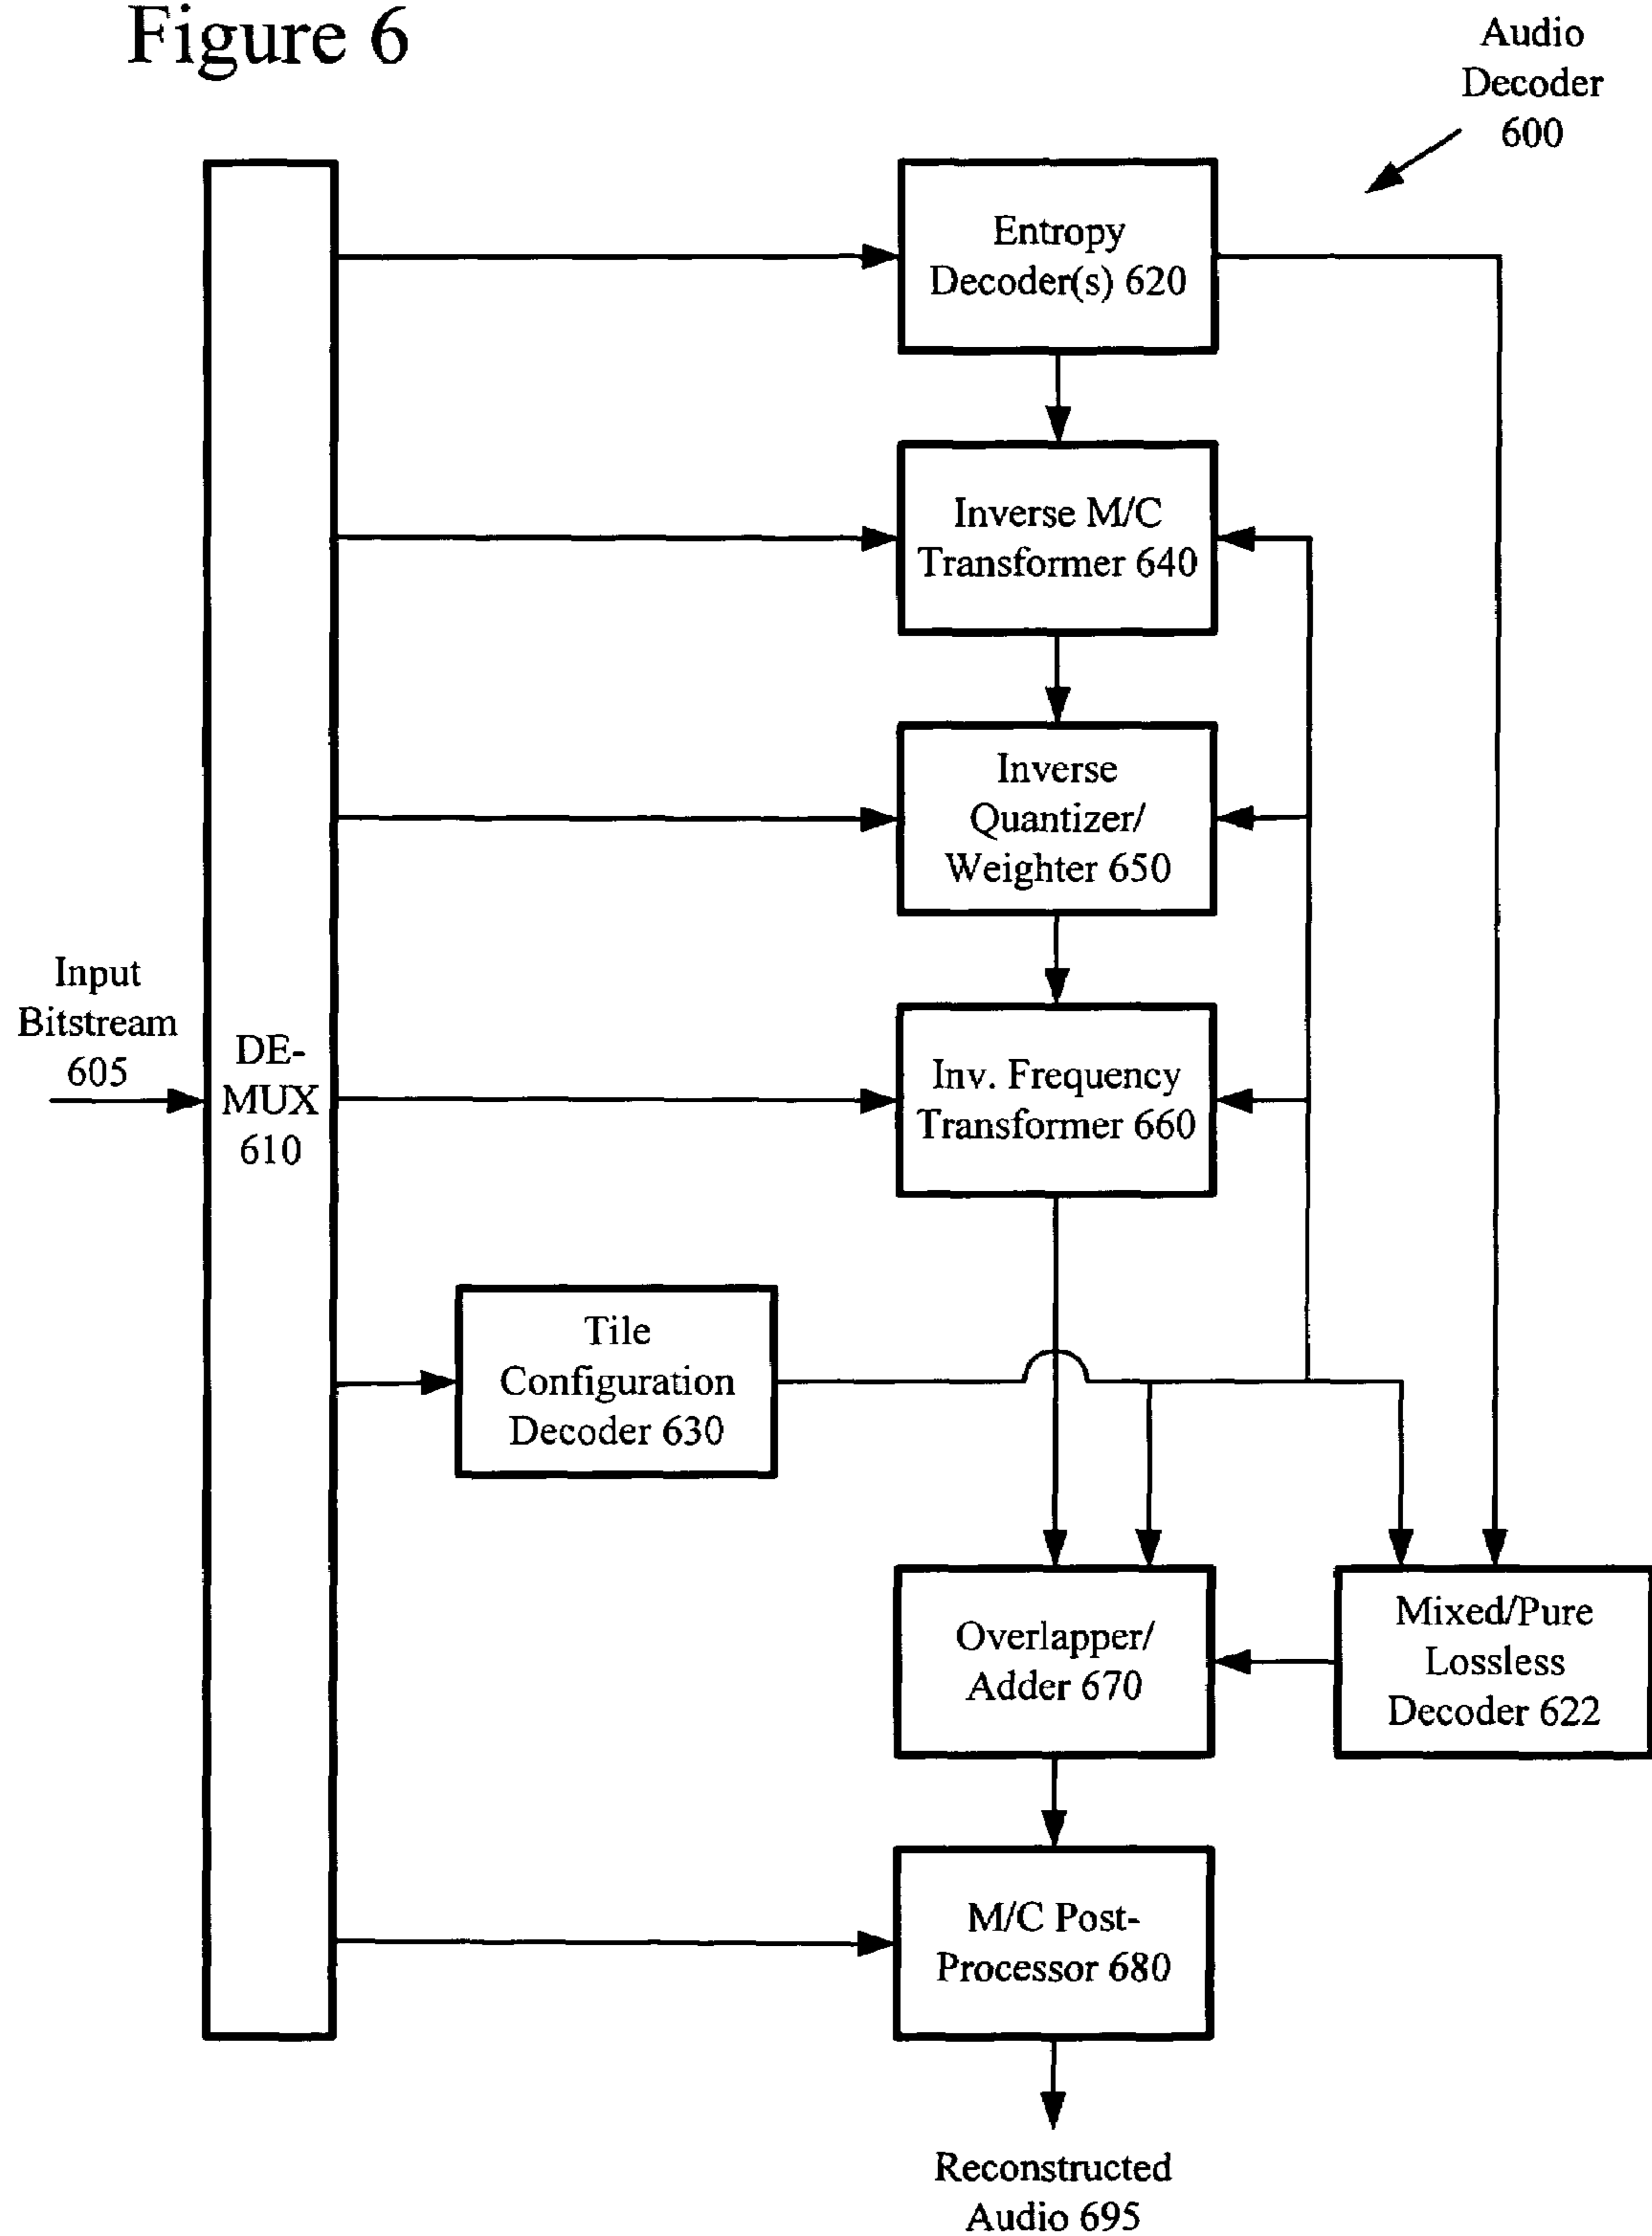 Figure 6
Audio
Decoder
600
Entropy
Decoder(s) 620
Inverse M/C
Transformer 640
Inverse
Quantizer/
Weighter 650
Input
Bitstream
605
DE-
MUX
610
Inv. Frequency
Transformer 660
Tile
Configuration
Decoder 630
Overlapper/
Adder 670
Mixed/Pure
Lossless
Decoder 622
M/C Post-
Processor 680
Reconstructed
Audio 695